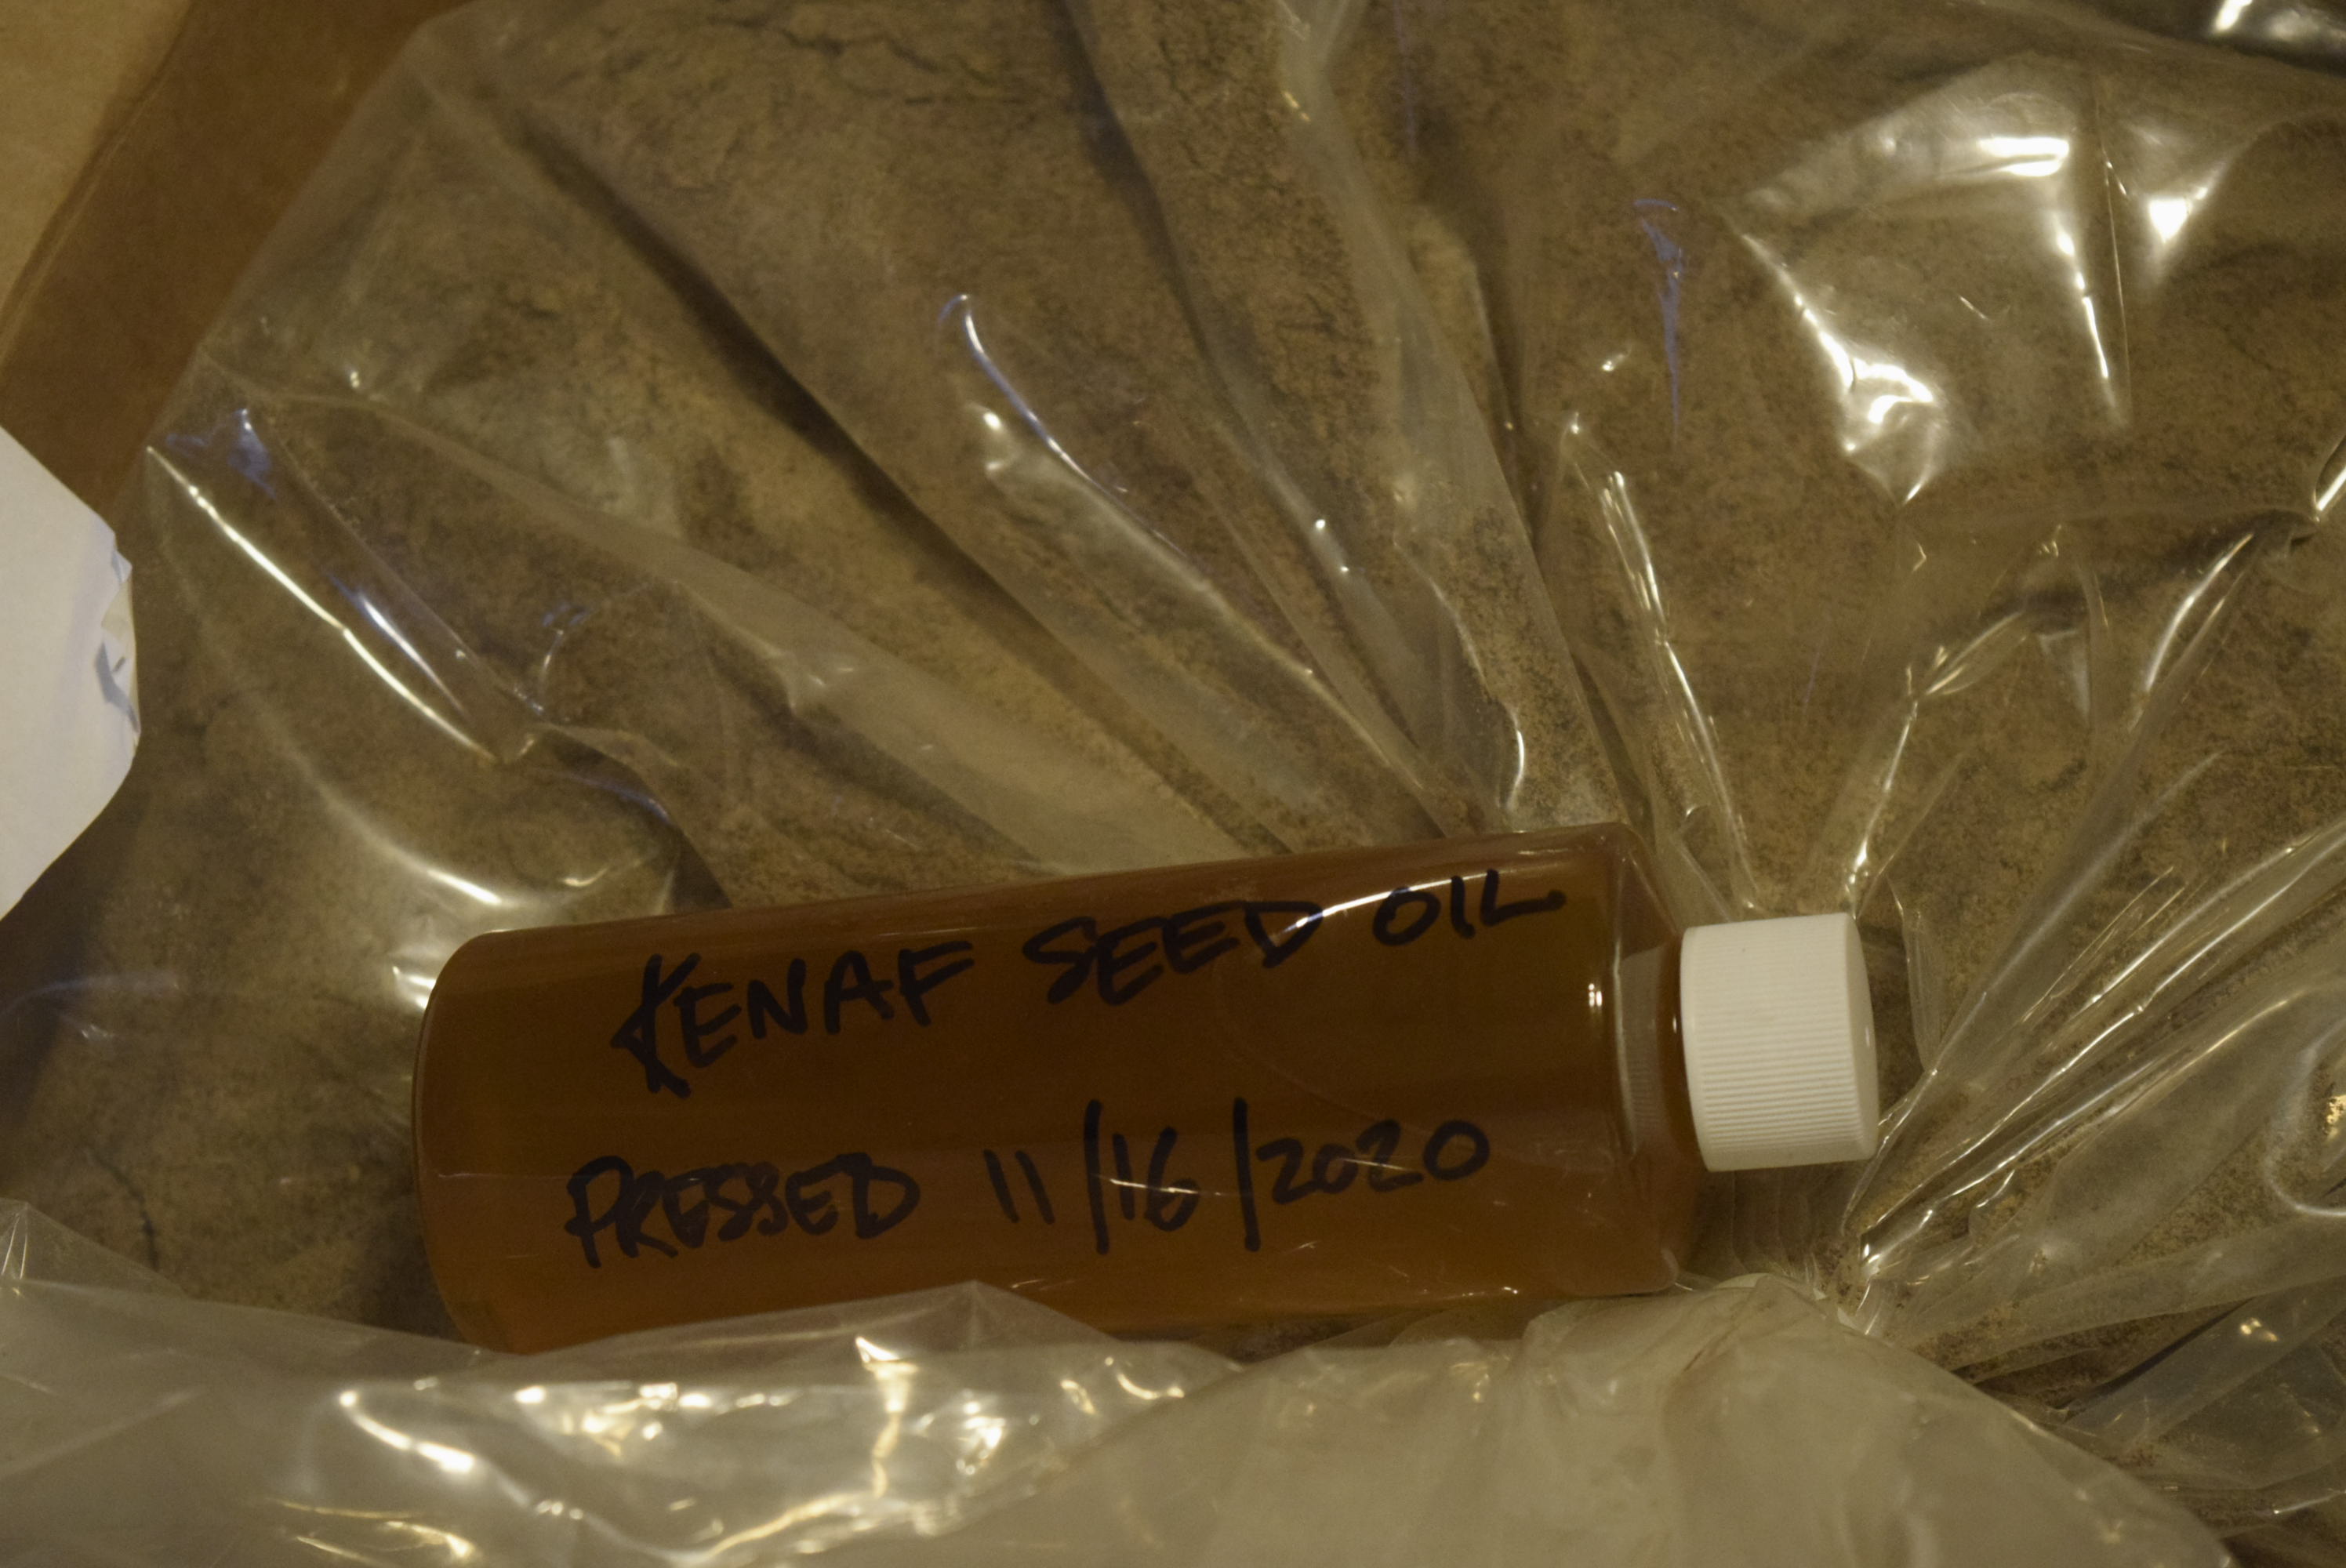 KENAF SEED OIL
PRESSED 11/16/2020